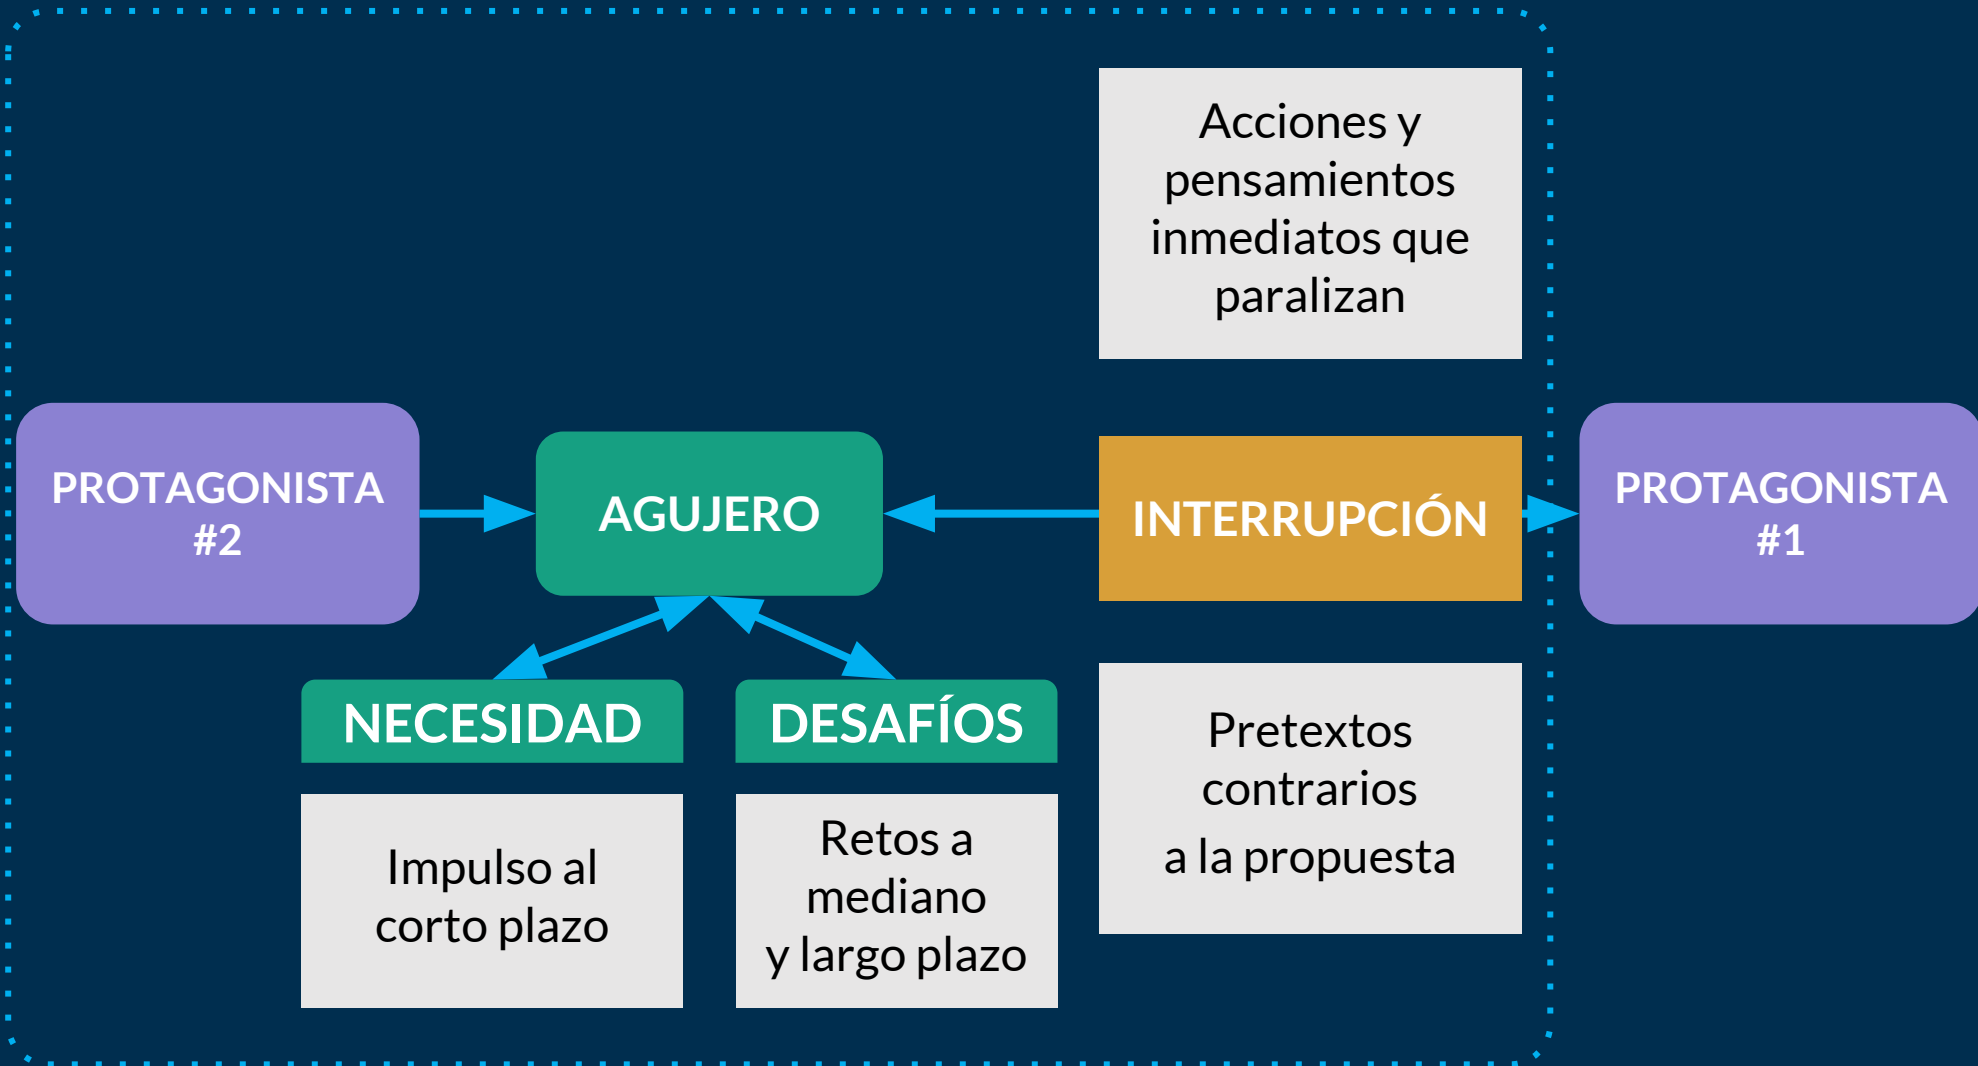 Acciones y
pensamientos
inmediatos que
paralizan
PROTAGONISTA
#2
AGUJERO
INTERRUPCIÓN
PROTAGONISTA
#1
NECESIDAD
DESAFÍOS
Impulso al
corto plazo
Retos a
mediano
y largo plazo
Pretextos
contrarios
a la propuesta